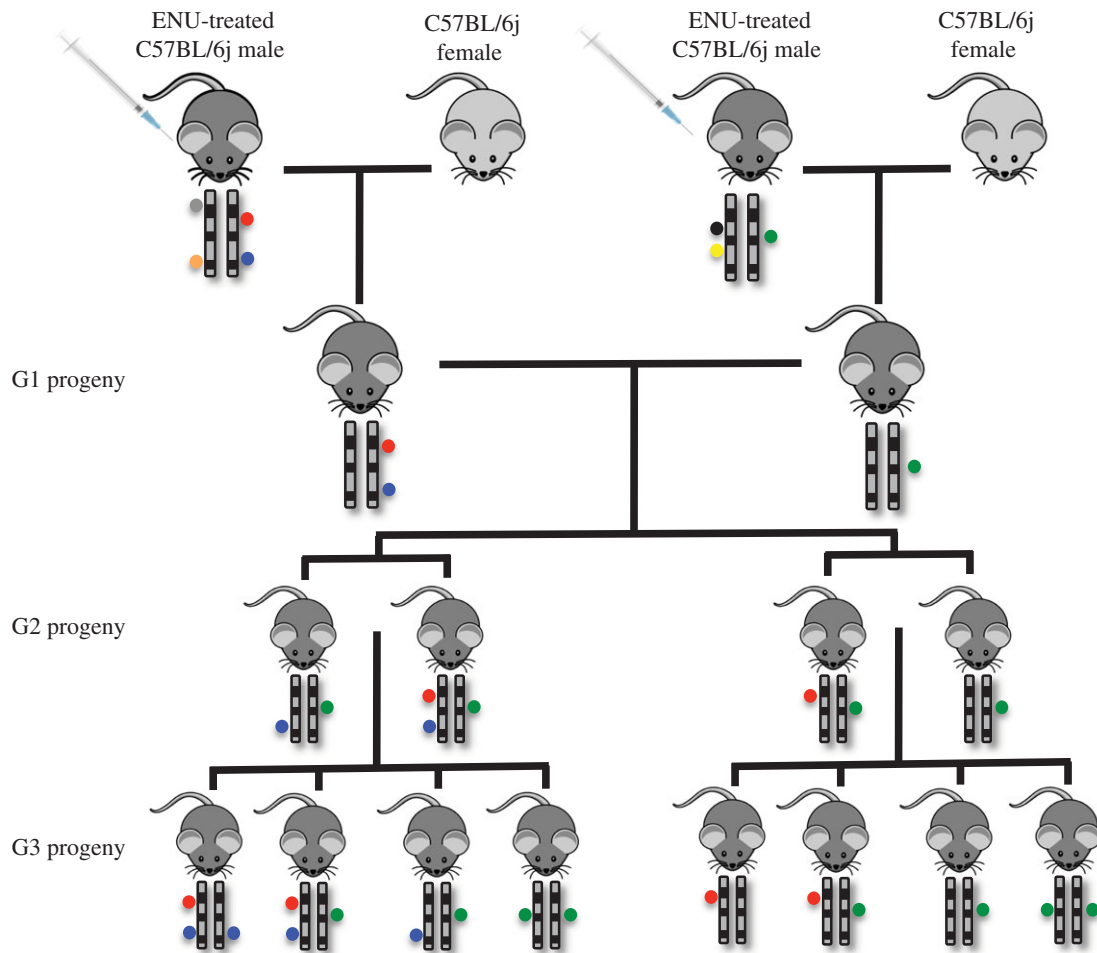 ENU-treated
C57BL/6j male
C57BL/6j
female
ENU-treated
C57BL/6j male
C57BL/6j
female
G1 progeny
G2 progeny
G3 progeny